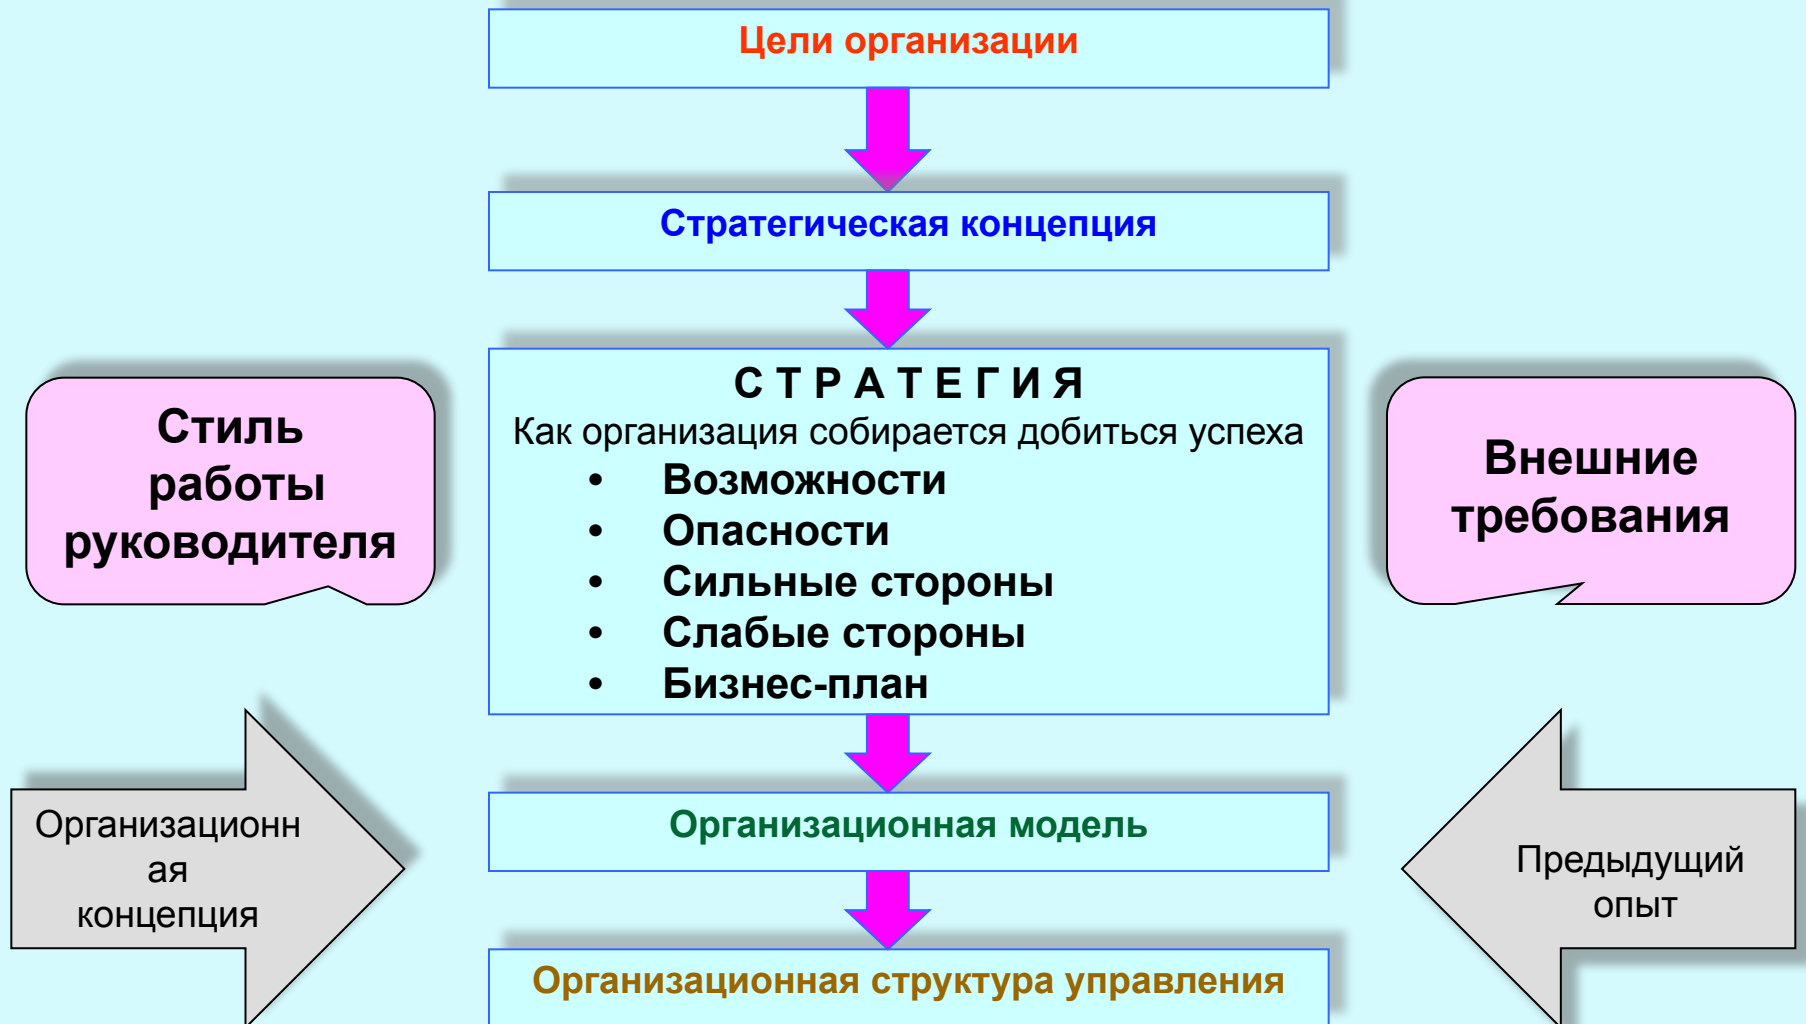 Цели организации
Стратегическая концепция
С Т Р А Т Е Г И Я
Как организация собирается добиться успеха
• Возможности
• Опасности
• Сильные стороны
• Слабые стороны
• Бизнес-план
Стиль
работы
руководителя
Внешние
требования
Организационн
ая
концепция
Организационная модель
Предыдущий
опыт
Организационная структура управления